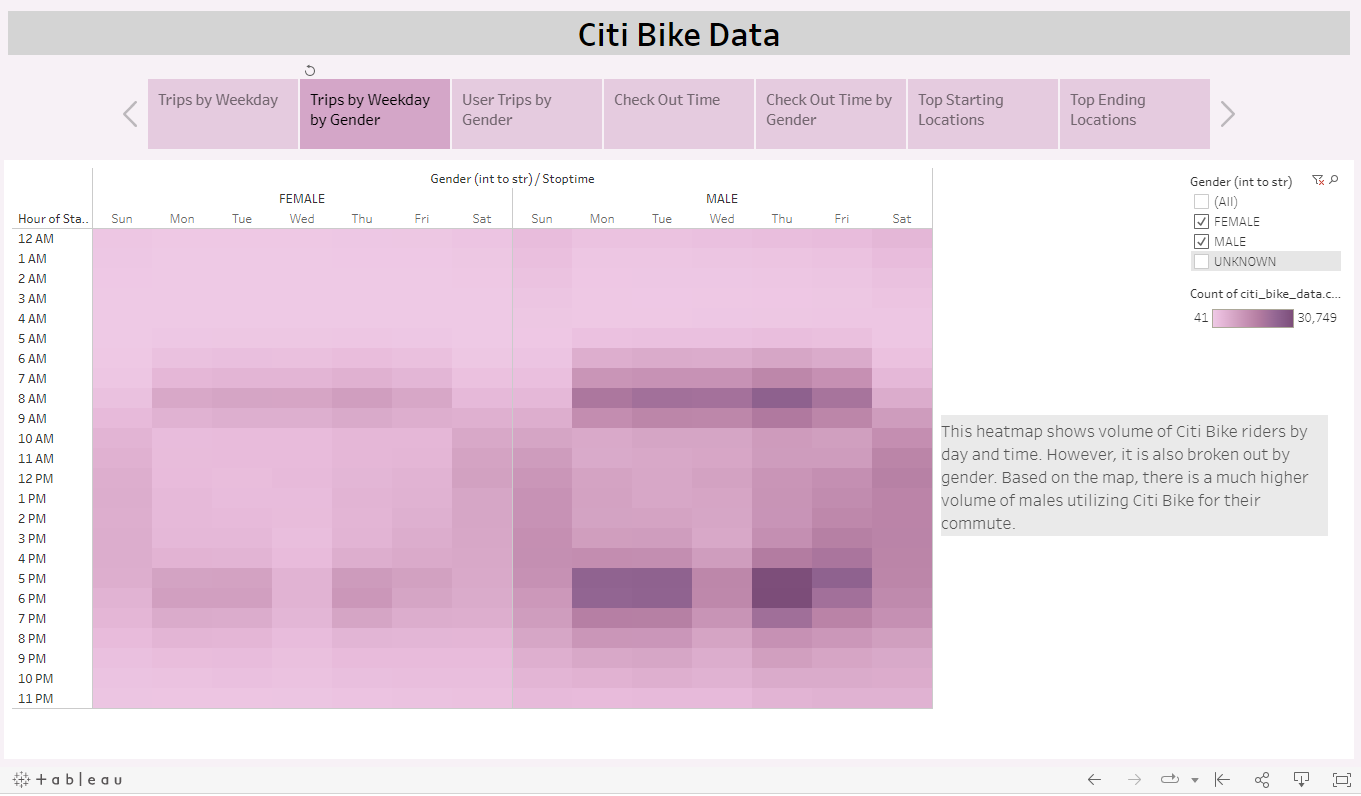 Citi Bike Data
Trips by Weekday
Trips by Weekday
by Gender
User Trips by
Gender
Check Out Time
Check Out Time by
Gender
Top Starting
Locations
Top Ending
Locations
Gender (int to str) / Stoptime
FEMALE
MALE
Hour of Sta..
Sun
Mon
Tue
Wed
Thu
Fri
Sat
Sun
Mon
Tue
Wed
Thu
Fri
Sat
12 AM
1 AM
2 AM
3 AM
4 AM
5 AM
6 AM
7 AM
8 AM
9 AM
10 AM
11 AM
12 PM
1 PM
2 PM
3 PM
4 PM
5 PM
6 PM
7 PM
8 PM
9 PM
10 PM
11 PM
Gender (int to str)
(All)
FEMALE
MALE
UNKNOWN
Count of citi_bike_data.c...
41
30,749
This heatmap shows volume of Citi Bike riders by
day and time. However, it is also broken out by
gender. Based on the map, there is a much higher
volume of males utilizing Citi Bike for their
commute.
+ableau